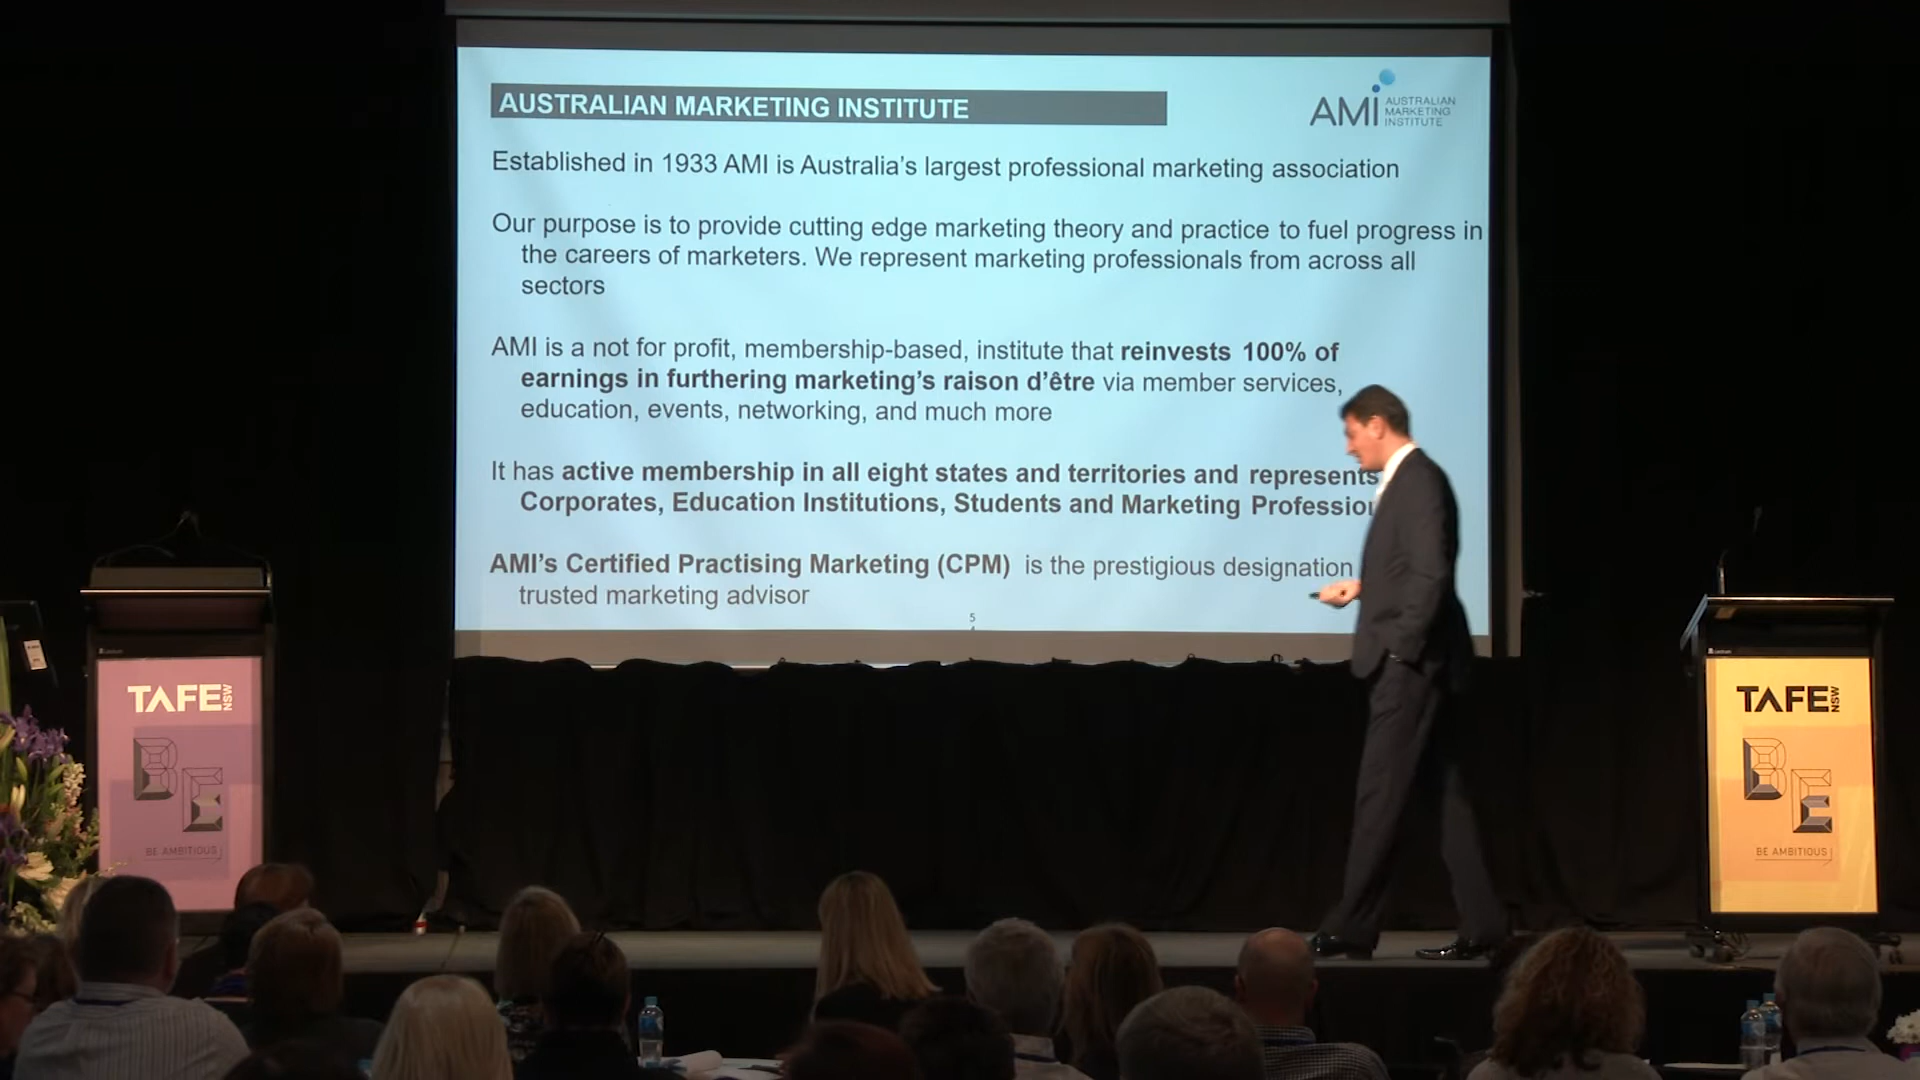 AUSTRALIAN MARKETING INSTITUTE
AMI AUSTRALIAN
MARKETING
INSTITUTE
Established in 1933 AMI is Australia’s largest professional marketing association
Our purpose is to provide cutting edge marketing theory and practice to fuel progress in
the careers of marketers. We represent marketing professionals from across all
sectors
AMI is a not for profit, membership-based, institute that reinvests 100% of
earnings in furthering marketing’s raison d’être via member services,
education, events, networking, and much more
It has active membership in all eight states and territories and represents
Corporates, Education Institutions, Students and Marketing
AMI’s Certified Practising Marketing (CPM) is the prestigious designation
trusted marketing advisor
5
TAFE NSW
BE
BE AMBITIOUS
TAFE NSW
BE
BE AMBITIOUS